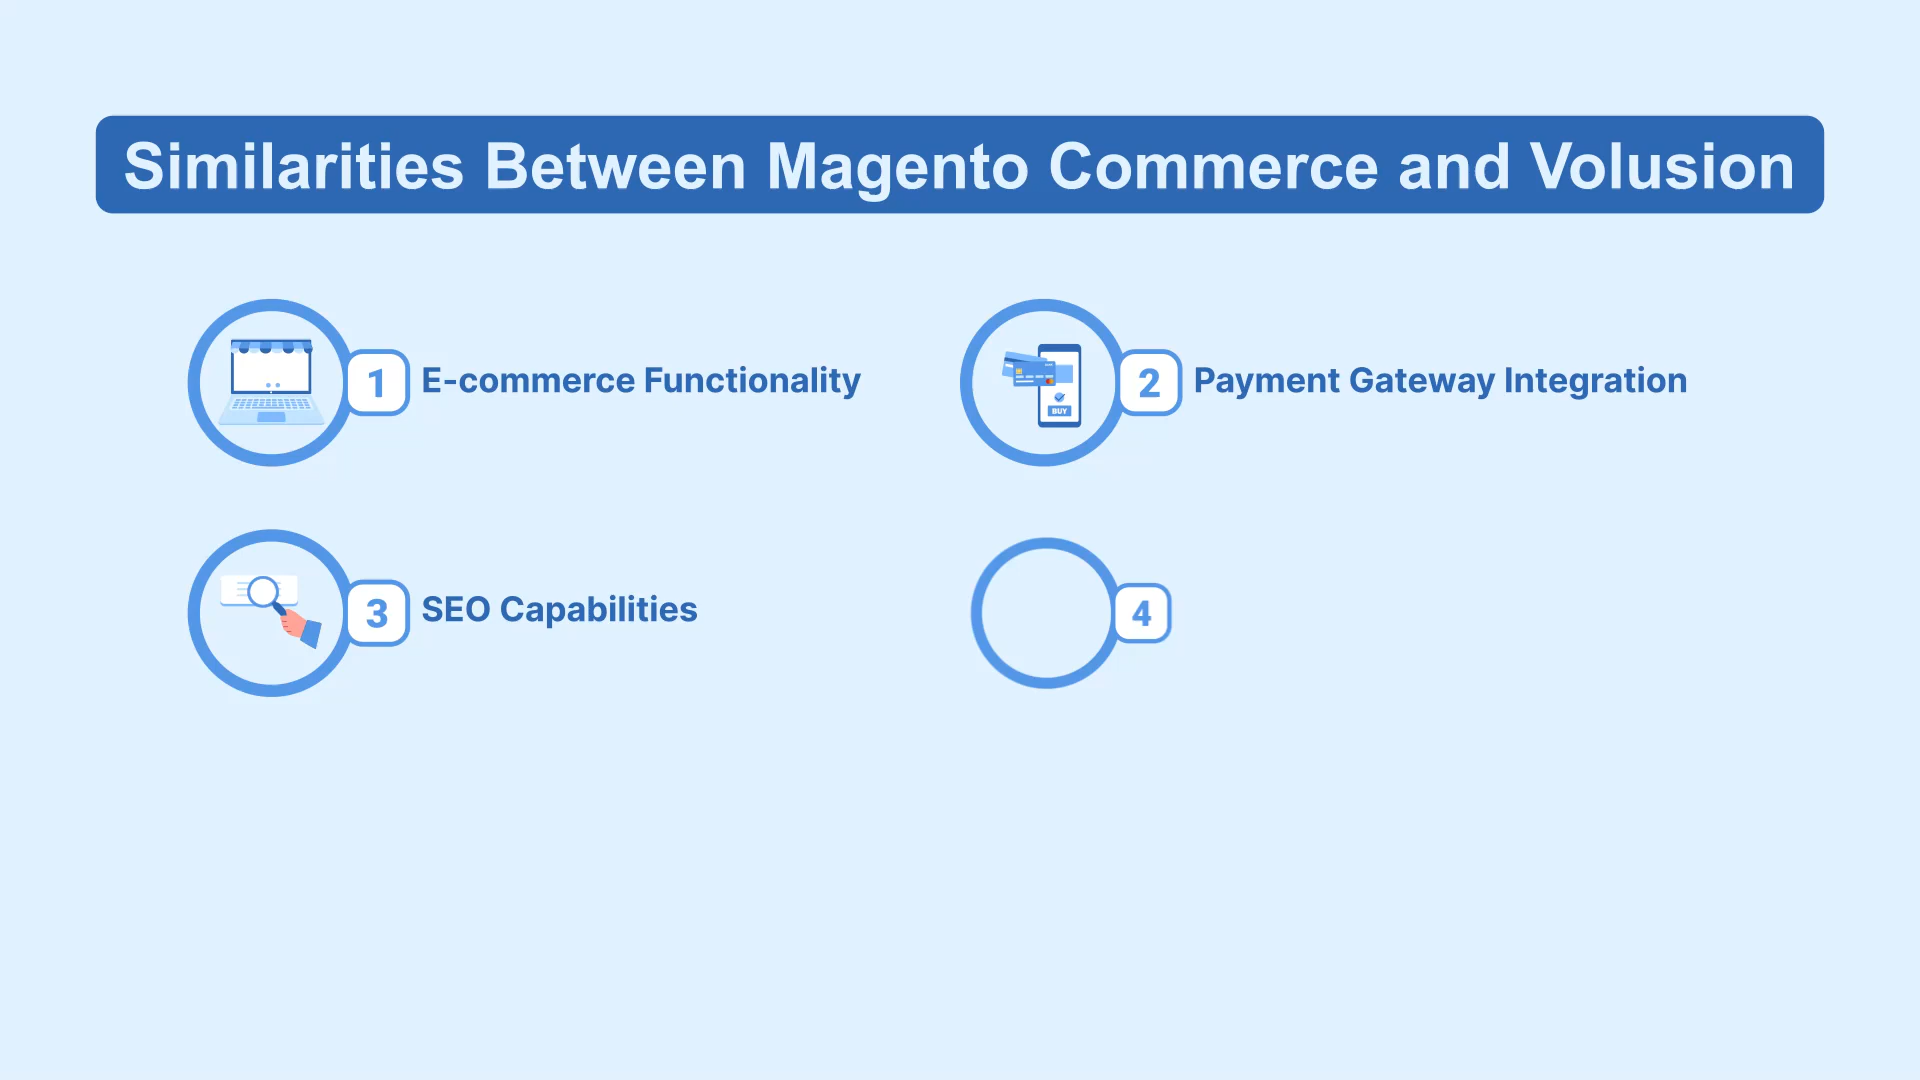 Similarities Between Magento Commerce and Volusion
1 E-commerce Functionality
BUY
2 Payment Gateway Integration
3 SEO Capabilities
4